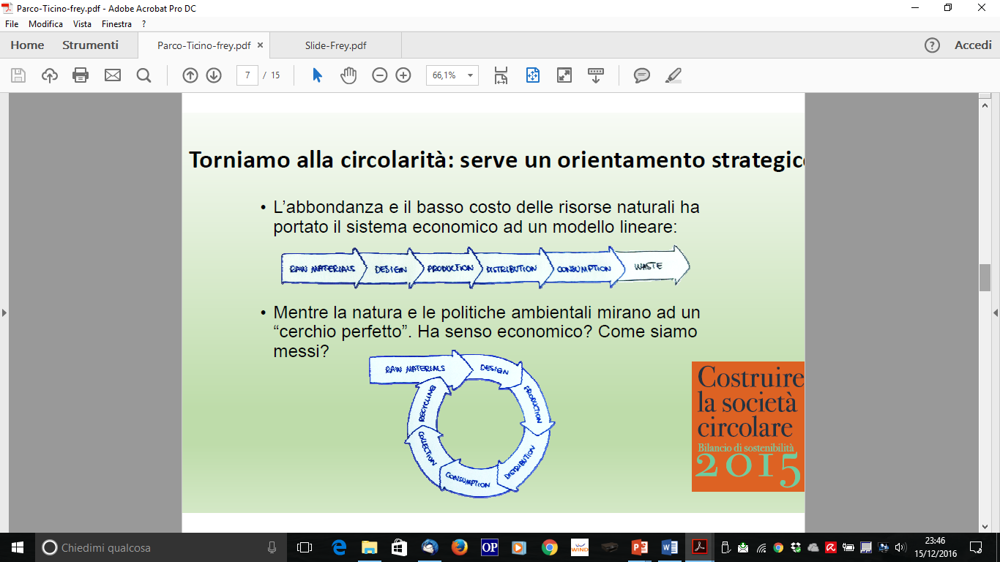 Parco-Ticino-frey.pdf - Adobe Acrobat Pro DC
File Modifica Vista Finestra ?
Home Strumenti Parco-Ticino-frey.pdf × Slide-Frey.pdf ? Accedi
7 / 15 66,1%
Torniamo alla circolarità: serve un orientamento strategico
• L’abbondanza e il basso costo delle risorse naturali ha
portato il sistema economico ad un modello lineare:
RAW MATERIALS DESIGN PRODUCTION DISTRIBUTION CONSUMPTION WASTE
• Mentre la natura e le politiche ambientali mirano ad un
“cerchio perfetto”. Ha senso economico? Come siamo
messi?
RAW MATERIALS
DESIGN
PRODUCTION
DISTRIBUTION
CONSUMPTION
COLLECTION
RECYCLING
Costruire
la società
circolare
Bilancio di sostenibilità
2015
Chiedimi qualcosa
OP
WIND
23:46
15/12/2016